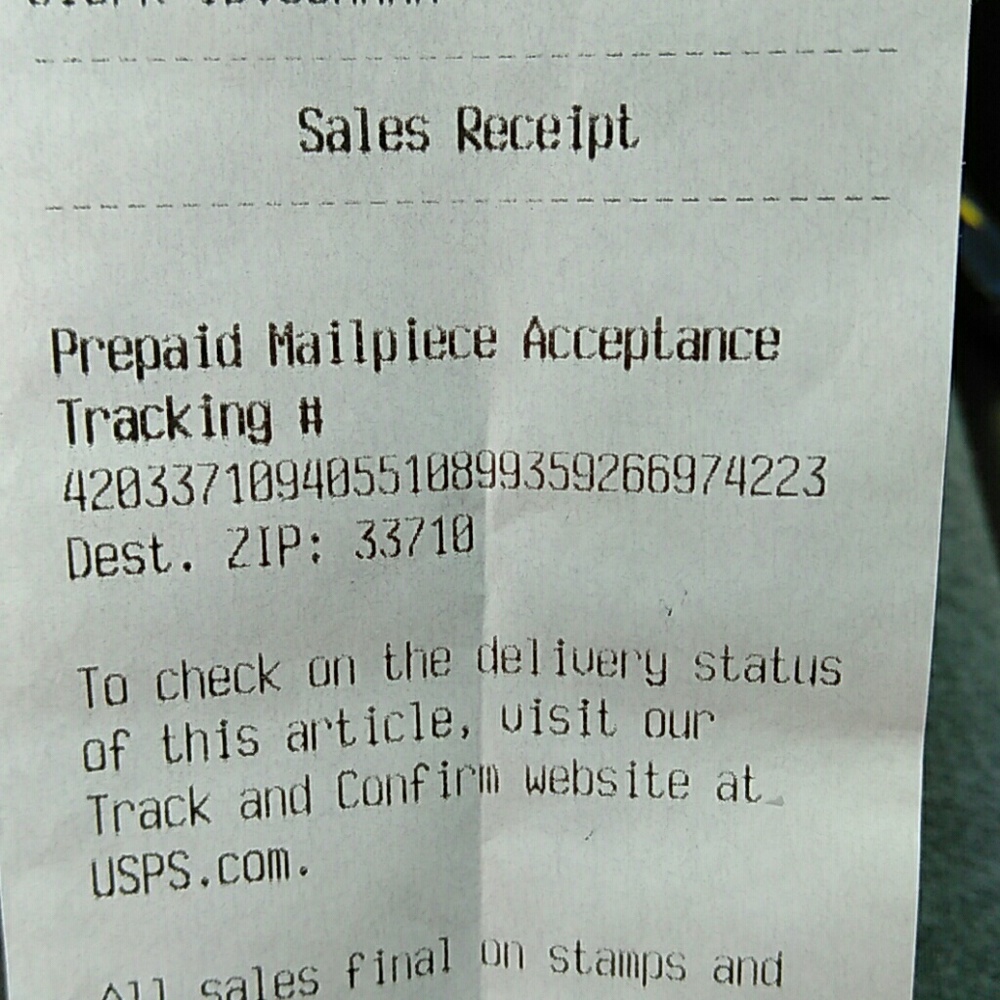 Sales Receipt
Prepaid Mailpiece Acceptance
Tracking #
420337109405510899359266974223
Dest. ZIP: 33710
To check on the delivery status
of this article, visit our
Track and Confirm website at
USPS.com.
All sales final on stamps and